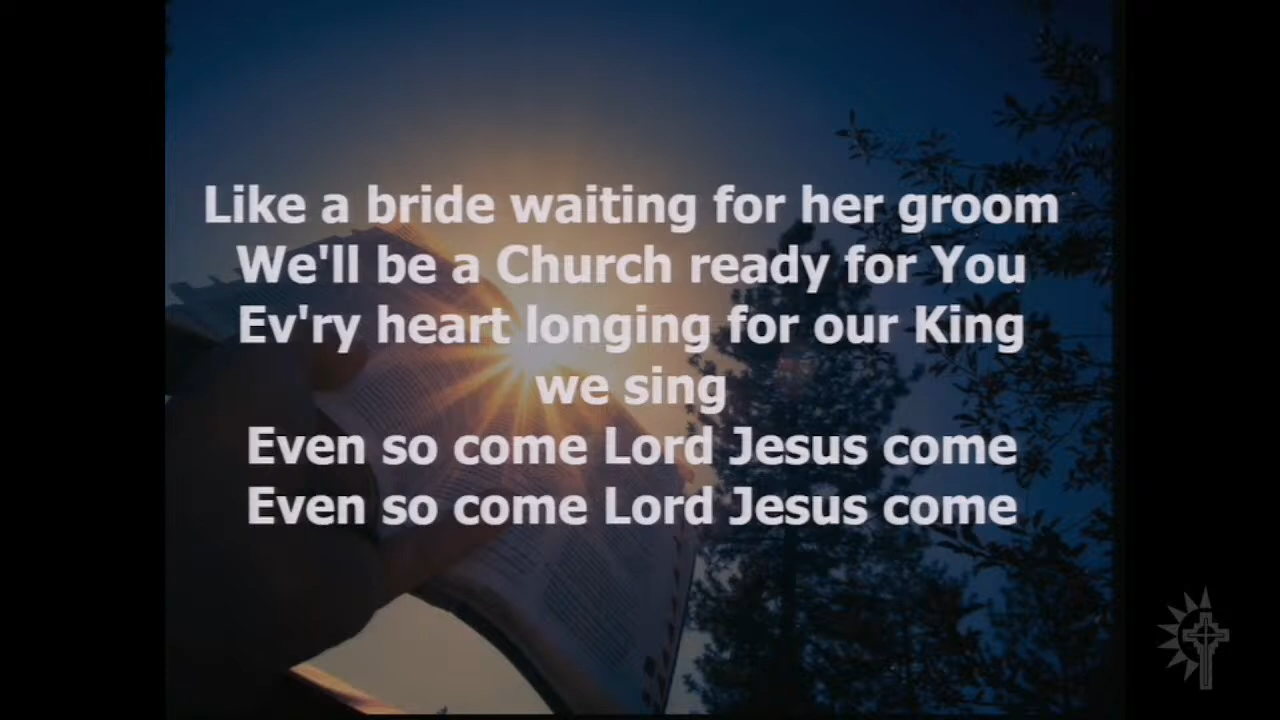 Like a bride waiting for her groom
We'll be a Church ready for You
Ev'ry heart longing for our King
we sing
Even so come Lord Jesus come
Even so come Lord Jesus come